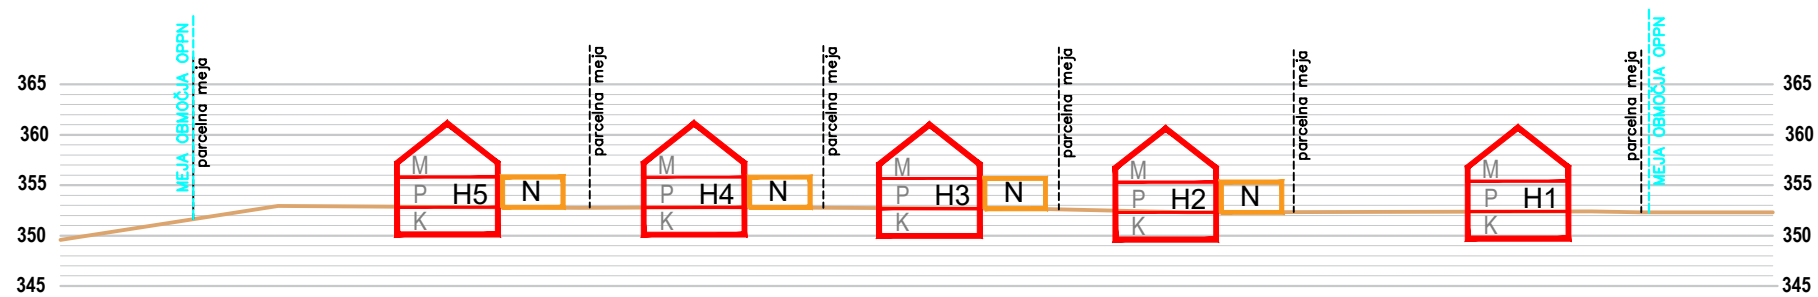 MEJA OBMOČJA OPPN
parcelna meja
parcelna meja
parcelna meja
parcelna meja
parcelna meja
parcelna meja
MEJA OBMOČJA OPPN
365 365
360 360
355 355
350 350
345 345
M M M M M
P H5 N P H4 N P H3 N P H2 N P H1
K K K K K